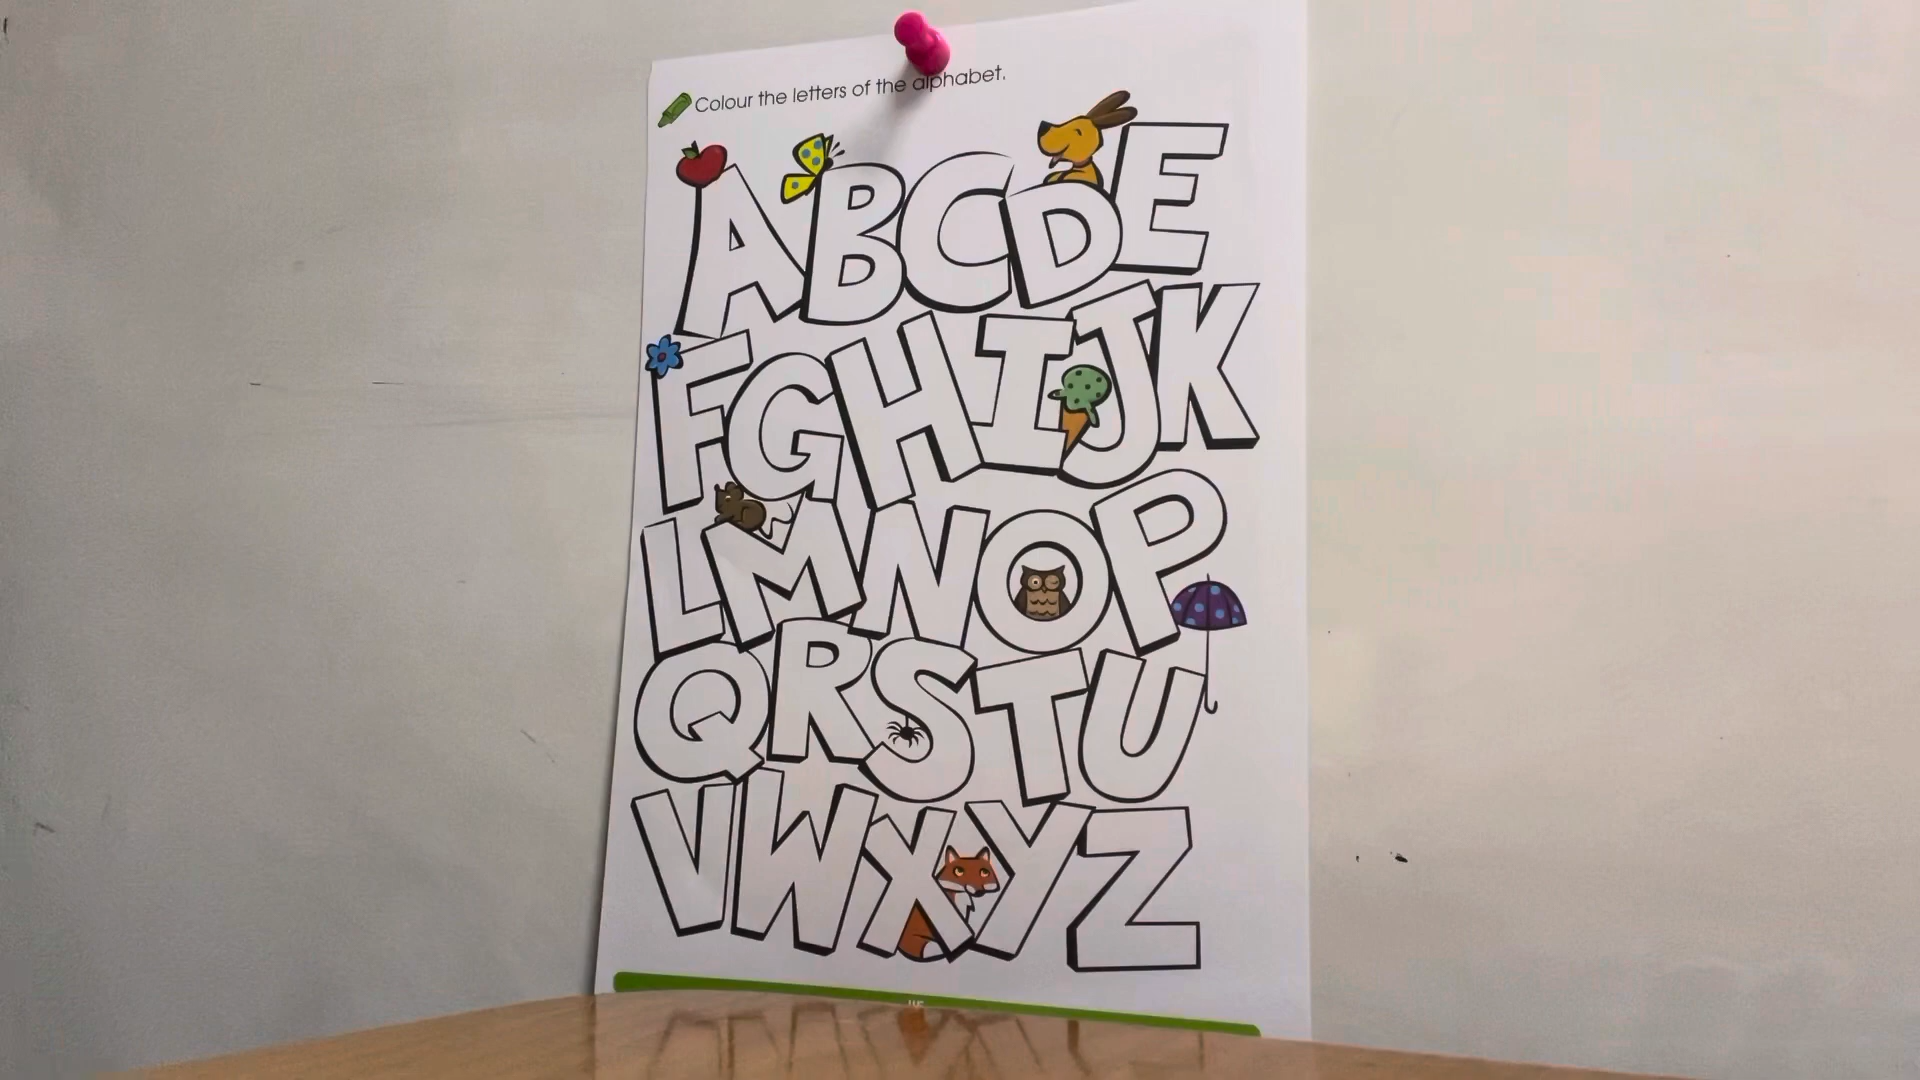 Colour the letters of the alphabet.
ABCDE
FGHIJK
LMNOP
QRSTU
VWXYZ